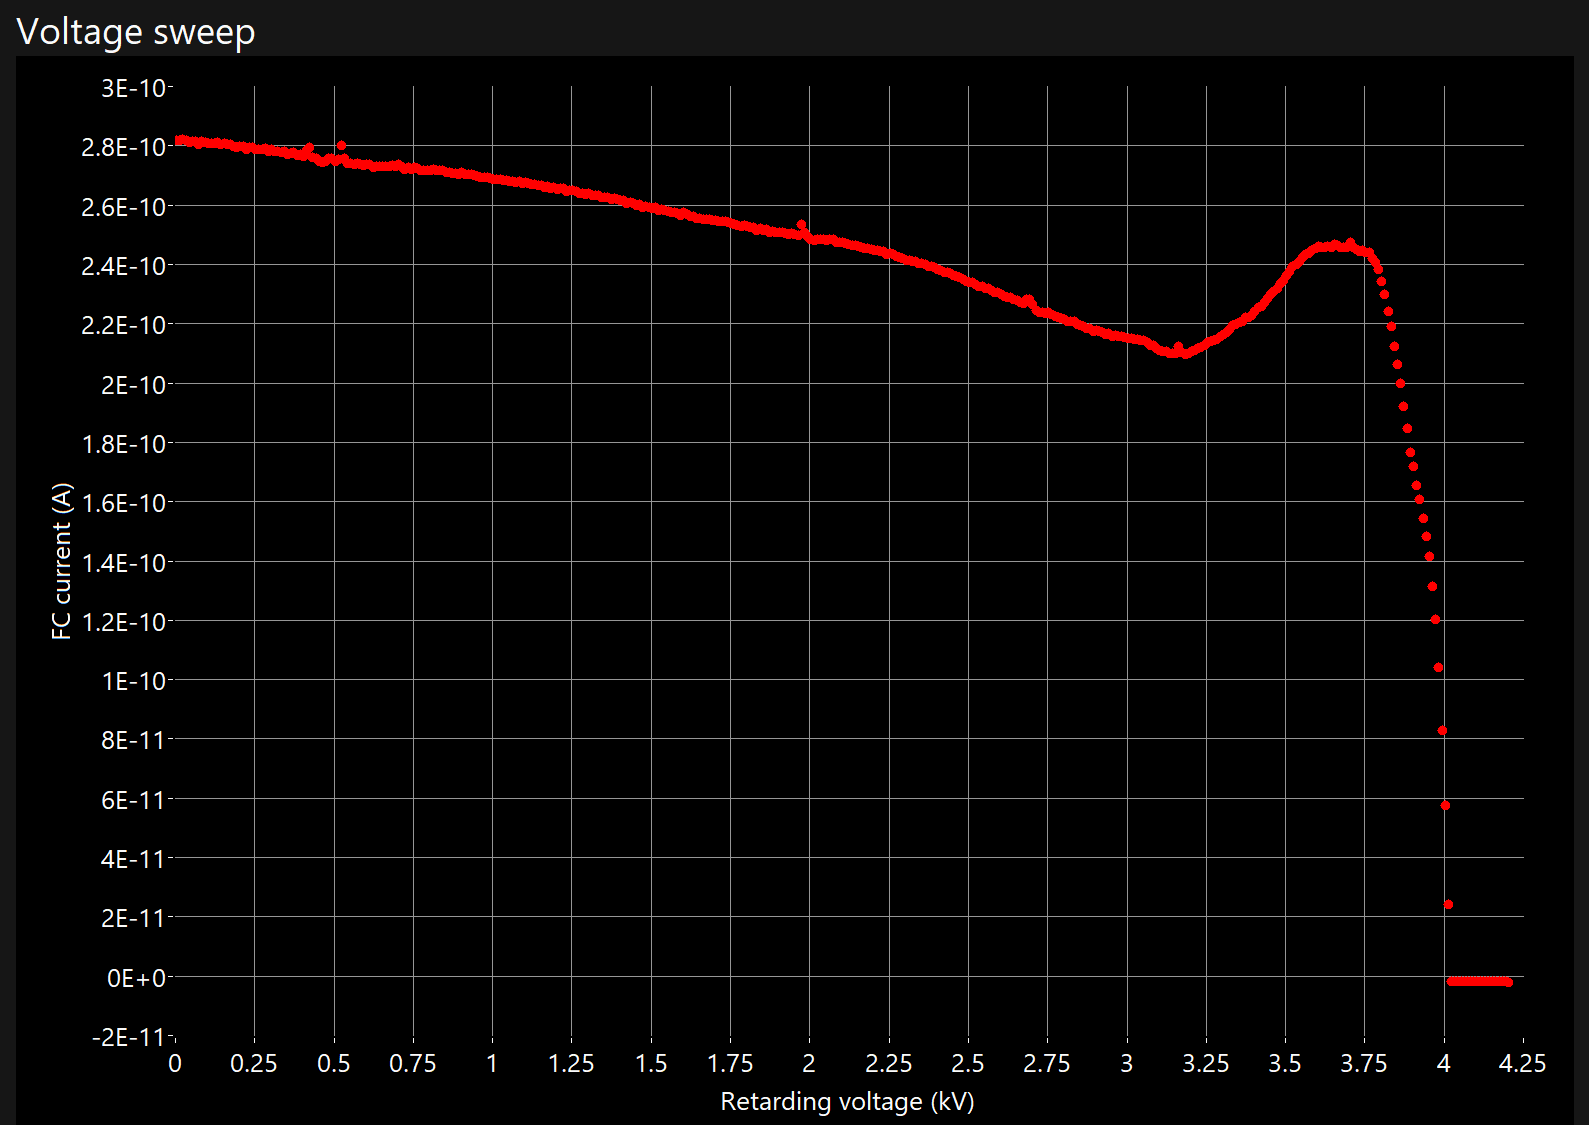 Voltage sweep
3E-10
2.8E-10
2.6E-10
2.4E-10
2.2E-10
2E-10
1.8E-10
1.6E-10
1.4E-10
1.2E-10
1E-10
8E-11
6E-11
4E-11
2E-11
0E+0
-2E-11
FC current (A)
0 0.25 0.5 0.75 1 1.25 1.5 1.75 2 2.25 2.5 2.75 3 3.25 3.5 3.75 4 4.25
Retarding voltage (kV)